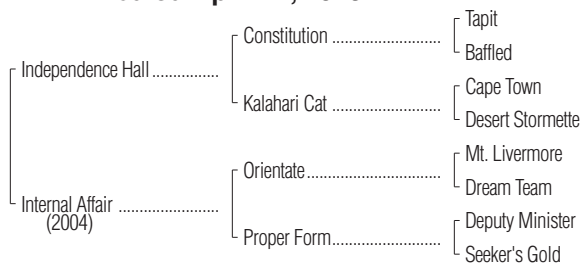 Constitution ........................ Tapit
Baffled
Independence Hall .................
Kalahari Cat ........................ Cape Town
Desert Stormette
Orientate ........................... Mt. Livermore
Dream Team
Internal Affair .........................
(2004)
Proper Form ..................... Deputy Minister
Seeker's Gold